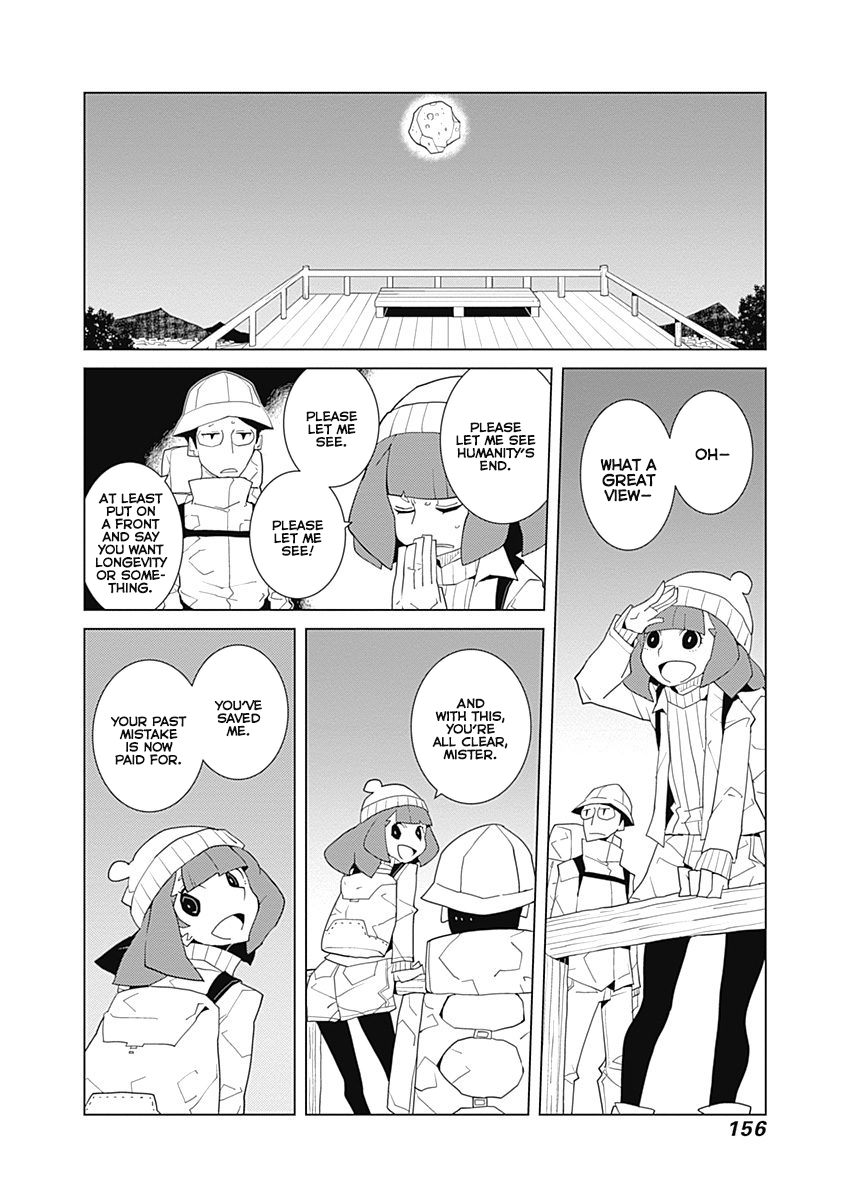 PLEASE
LET ME SEE
HUMANITY'S
END.
PLEASE
LET ME
SEE.
PLEASE
LET ME
SEE!
AT LEAST
PUT ON
A FRONT
AND SAY
YOU WANT
LONGEVITY
OR SOME-
THING.
OH—
WHAT A
GREAT
VIEW—
AND
WITH THIS,
YOU'RE
ALL CLEAR,
MISTER.
YOU'VE
SAVED
ME.
YOUR PAST
MISTAKE
IS NOW
PAID FOR.
156